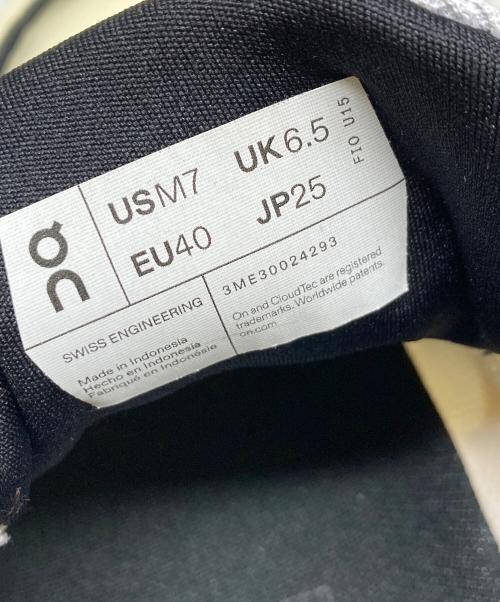 on
USM7 UK6.5
EU40 JP25
F10 U15
SWISS ENGINEERING
Made in Indonesia
Hecho en Indonesia
Fabriqué en Indonésie
3ME30024293
On and CloudTec are registered
trademarks. Worldwide patents.
on.com